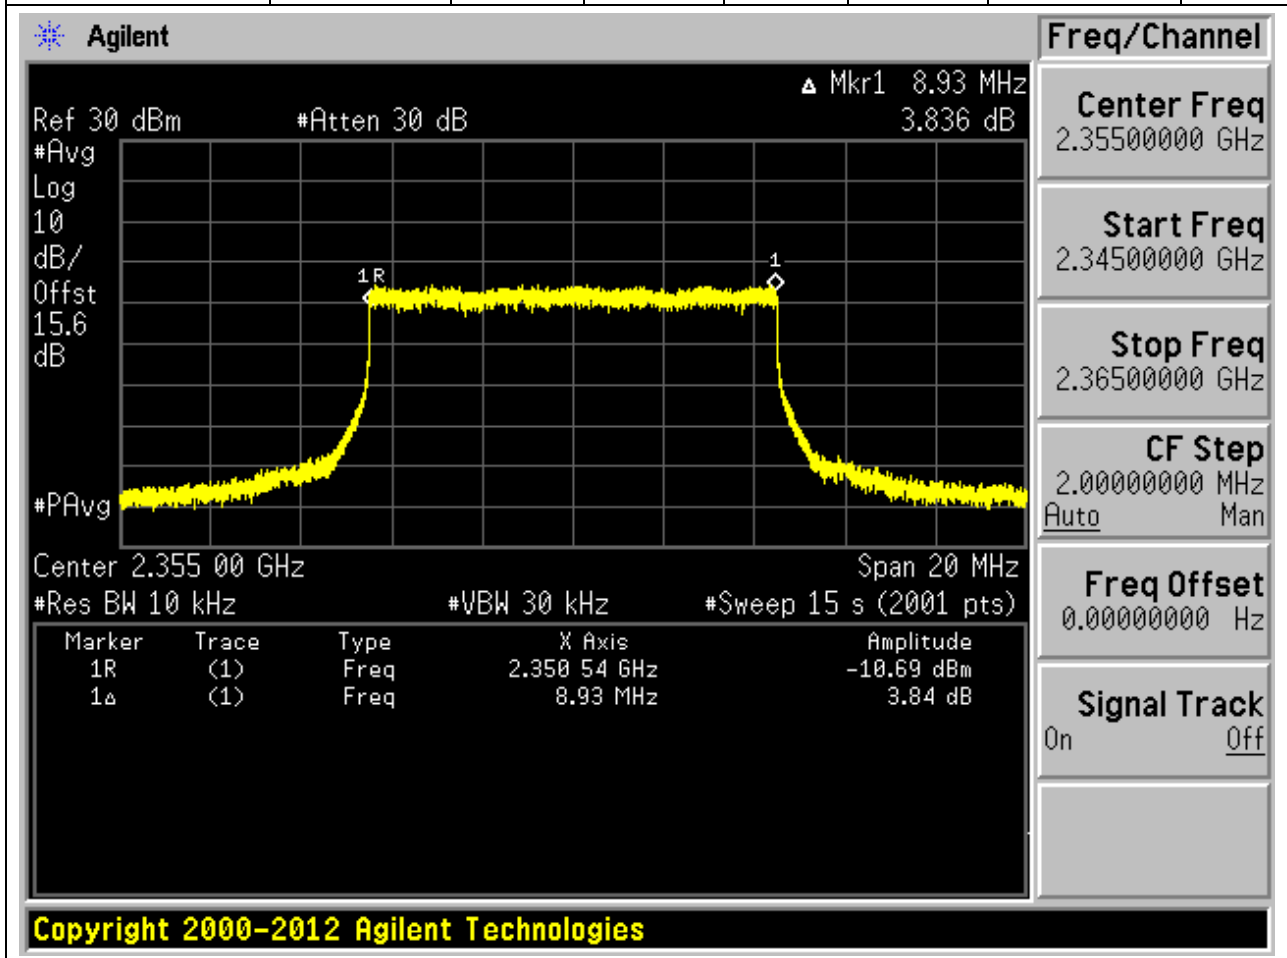 Agilent
Freq/Channel
Δ Mkr1 8.93 MHz
Ref 30 dBm #Atten 30 dB 3.836 dB
#Avg
Log
10
dB/
Offst
15.6
dB
1R
1
#PAvg
Center 2.355 00 GHz Span 20 MHz
#Res BW 10 kHz #VBW 30 kHz #Sweep 15 s (2001 pts)
Marker Trace Type X Axis Amplitude
1R (1) Freq 2.350 54 GHz -10.69 dBm
1Δ (1) Freq 8.93 MHz 3.84 dB
Center Freq
2.35500000 GHz
Start Freq
2.34500000 GHz
Stop Freq
2.36500000 GHz
CF Step
2.00000000 MHz
Auto Man
Freq Offset
0.00000000 Hz
Signal Track
On Off
Copyright 2000-2012 Agilent Technologies